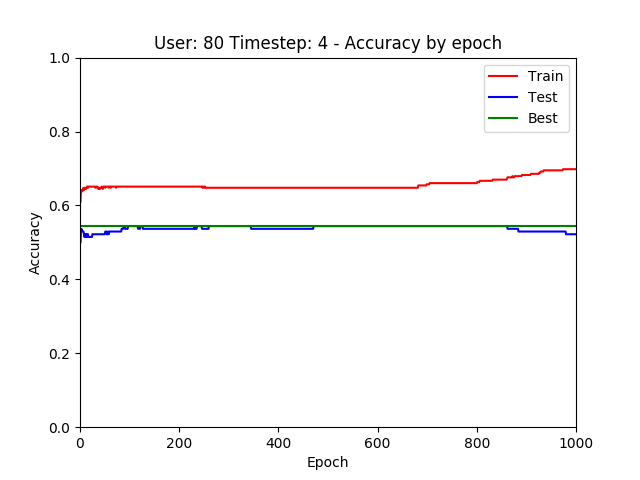 User: 80 Timestep: 4 - Accuracy by epoch
1.0
0.8
0.6
0.4
0.2
0.0
Accuracy
Train
Test
Best
0 200 400 600 800 1000
Epoch